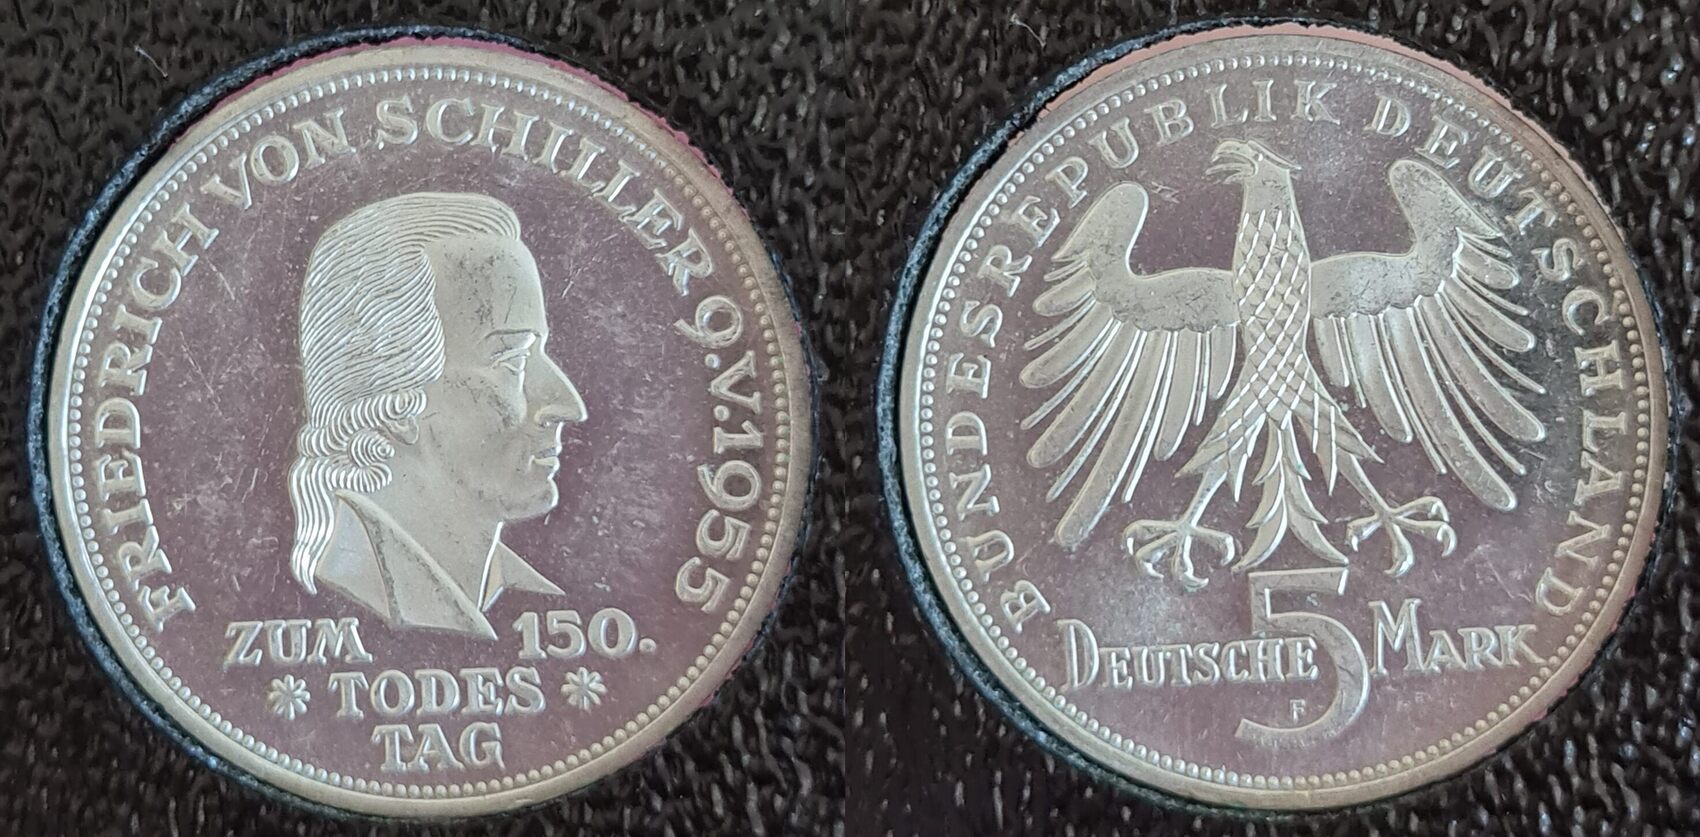 FRIEDRICH VON SCHILLER 9.V.1955
ZUM 150.
* TODES *
TAG
BUNDESREPUBLIK DEUTSCHLAND
5
DEUTSCHE MARK
F